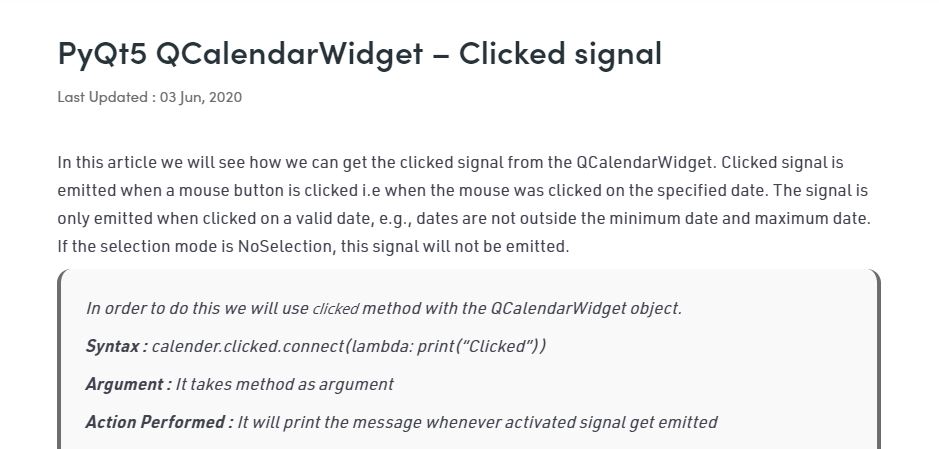 PyQt5 QCalendarWidget – Clicked signal
Last Updated : 03 Jun, 2020
In this article we will see how we can get the clicked signal from the QCalendarWidget. Clicked signal is
emitted when a mouse button is clicked i.e when the mouse was clicked on the specified date. The signal is
only emitted when clicked on a valid date, e.g., dates are not outside the minimum date and maximum date.
If the selection mode is NoSelection, this signal will not be emitted.
In order to do this we will use clicked method with the QCalendarWidget object.
Syntax : calender.clicked.connect(lambda: print(“Clicked”))
Argument : It takes method as argument
Action Performed : It will print the message whenever activated signal get emitted